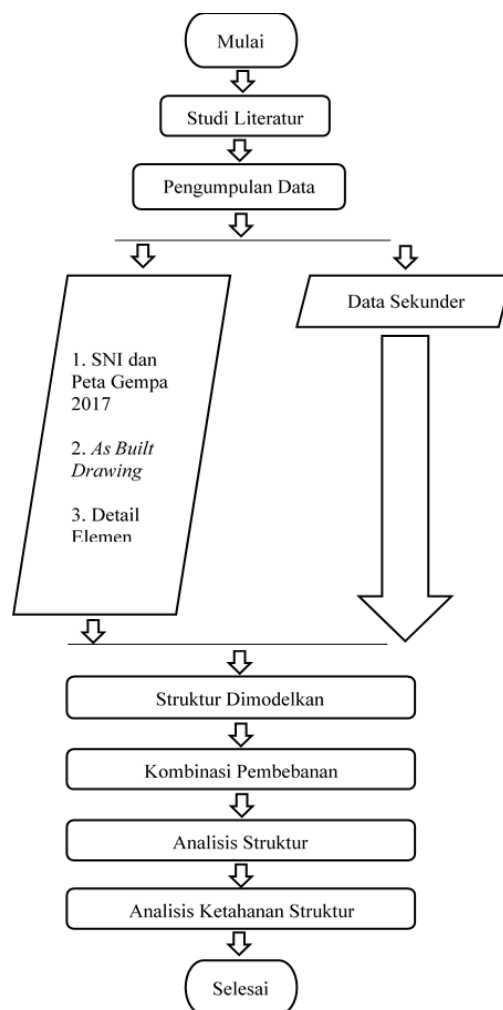 Mulai
Studi Literatur
Pengumpulan Data
1. SNI dan
Peta Gempa
2017
2. As Built
Drawing
3. Detail
Elemen
Data Sekunder
Struktur Dimodelkan
Kombinasi Pembebanan
Analisis Struktur
Analisis Ketahanan Struktur
Selesai